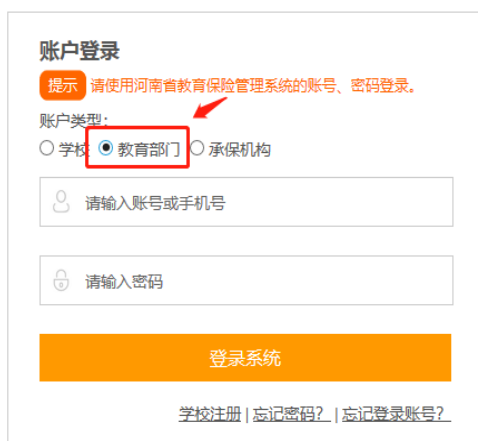 账户登录
提示 请使用河南省教育保险管理系统的账号、密码登录。
账户类型：
学校 教育部门 承保机构
请输入账号或手机号
请输入密码
登录系统
学校注册 | 忘记密码？ | 忘记登录账号？